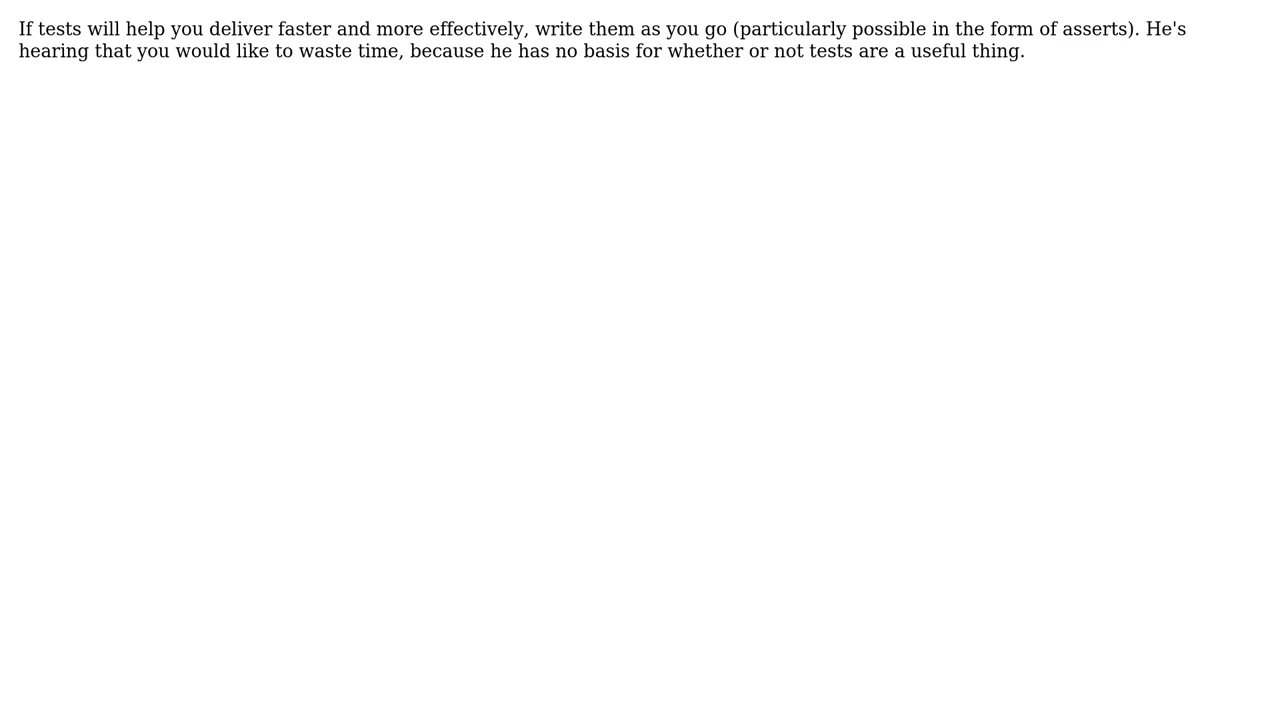 If tests will help you deliver faster and more effectively, write them as you go (particularly possible in the form of asserts). He's
hearing that you would like to waste time, because he has no basis for whether or not tests are a useful thing.